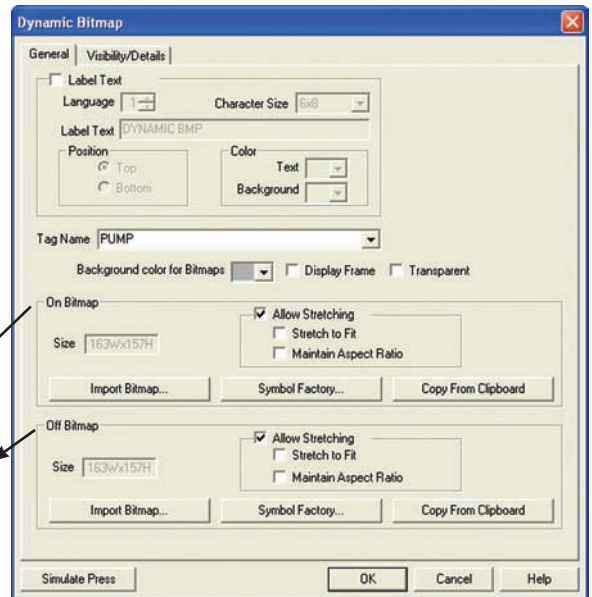 Dynamic Bitmap
General Visibility/Details
Label Text
Language 1 Character Size 6x8
Label Text DYNAMIC BMP
Position Color
Top Text
Bottom Background
Tag Name PUMP
Background color for Bitmaps Display Frame Transparent
On Bitmap
Allow Stretching
Size 163Wx157H Stretch to Fit
Maintain Aspect Ratio
Import Bitmap... Symbol Factory... Copy From Clipboard
Off Bitmap
Allow Stretching
Size 163Wx157H Stretch to Fit
Maintain Aspect Ratio
Import Bitmap... Symbol Factory... Copy From Clipboard
Simulate Press OK Cancel Help